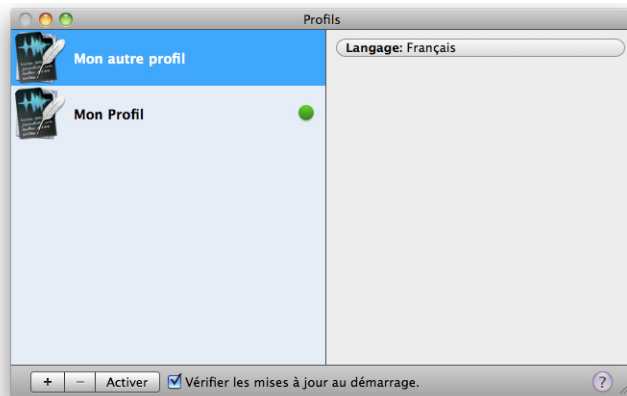 Profils
Mon autre profil
Langage: Français
Mon Profil
+ − Activer Vérifier les mises à jour au démarrage. ?